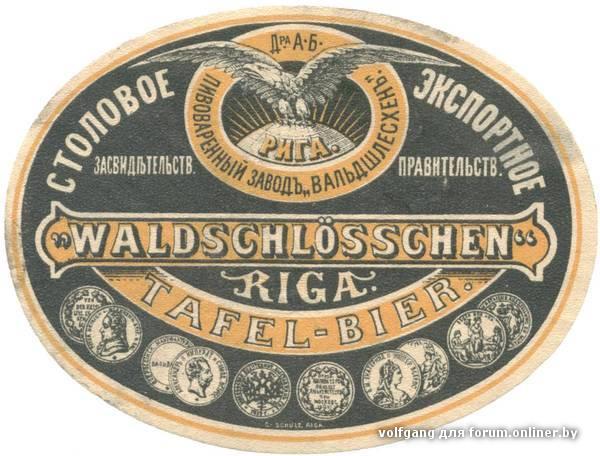 Дра А·Б·
ПИВОВАРЕННЫЙ ЗАВОДЪ „ВАЛЬДШЛЕСХЕНЪ".
СТОЛОВОЕ
ЭКСПОРТНОЕ
РИГА.
ЗАСВИДѢТЕЛЬСТВ.
ПРАВИТЕЛЬСТВ.
„WALDSCHLÖSSCHEN“
RIGA.
TAFEL-BIER.
C. SCHULZ, RIGA
volfgang для forum.onliner.by